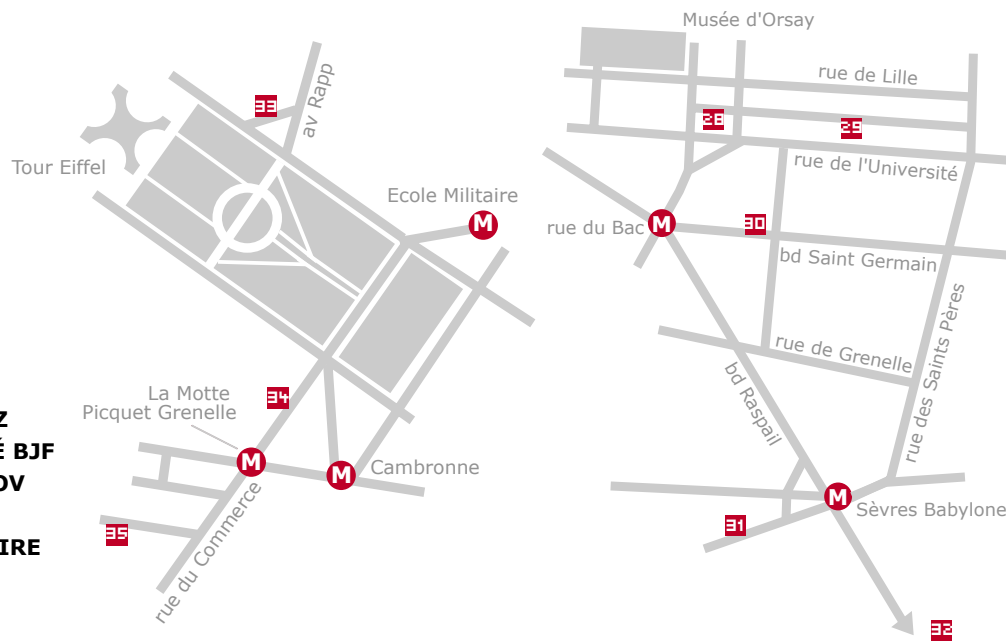 Musée d'Orsay
rue de Lille
33
av Rapp
28
29
Tour Eiffel
rue de l'Université
Ecole Militaire
M
rue du Bac
M
30
bd Saint Germain
rue des Saints Pères
rue de Grenelle
bd Raspail
La Motte
Picquet Grenelle
34
Z
É BJF
OV
IRE
M
M
Cambronne
rue du Commerce
35
M
Sèvres Babylone
31
32